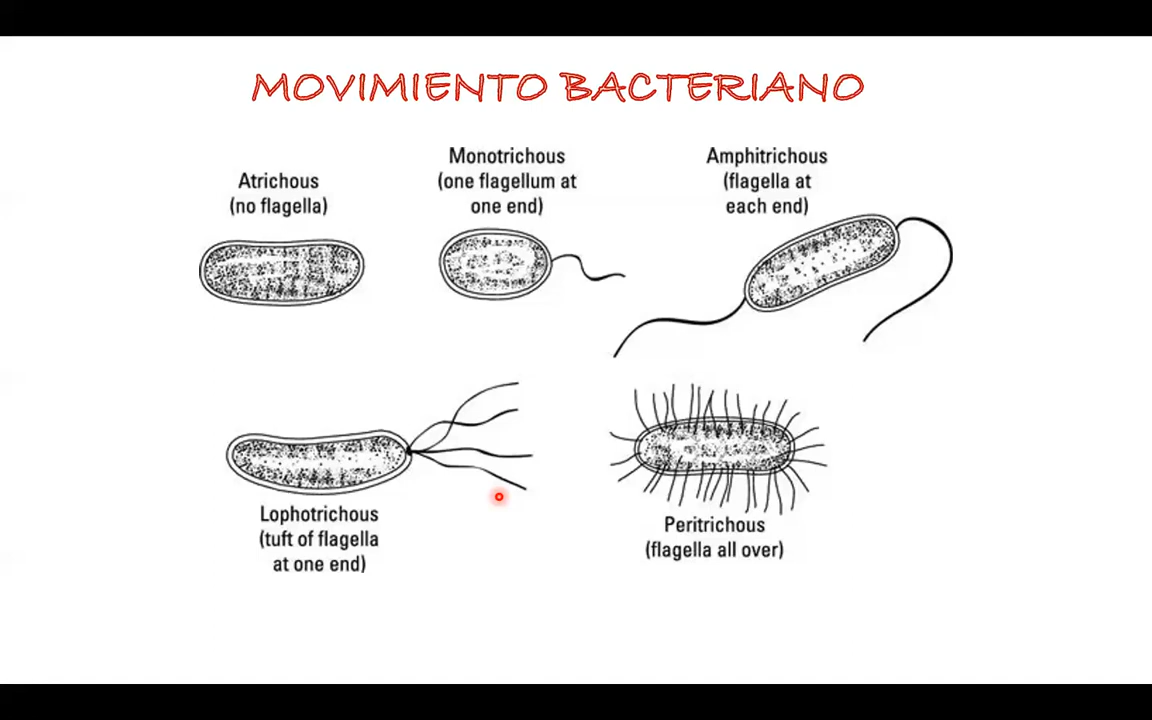 MOVIMIENTO BACTERIANO
Atrichous
(no flagella)
Monotrichous
(one flagellum at
one end)
Amphitrichous
(flagella at
each end)
Lophotrichous
(tuft of flagella
at one end)
Peritrichous
(flagella all over)